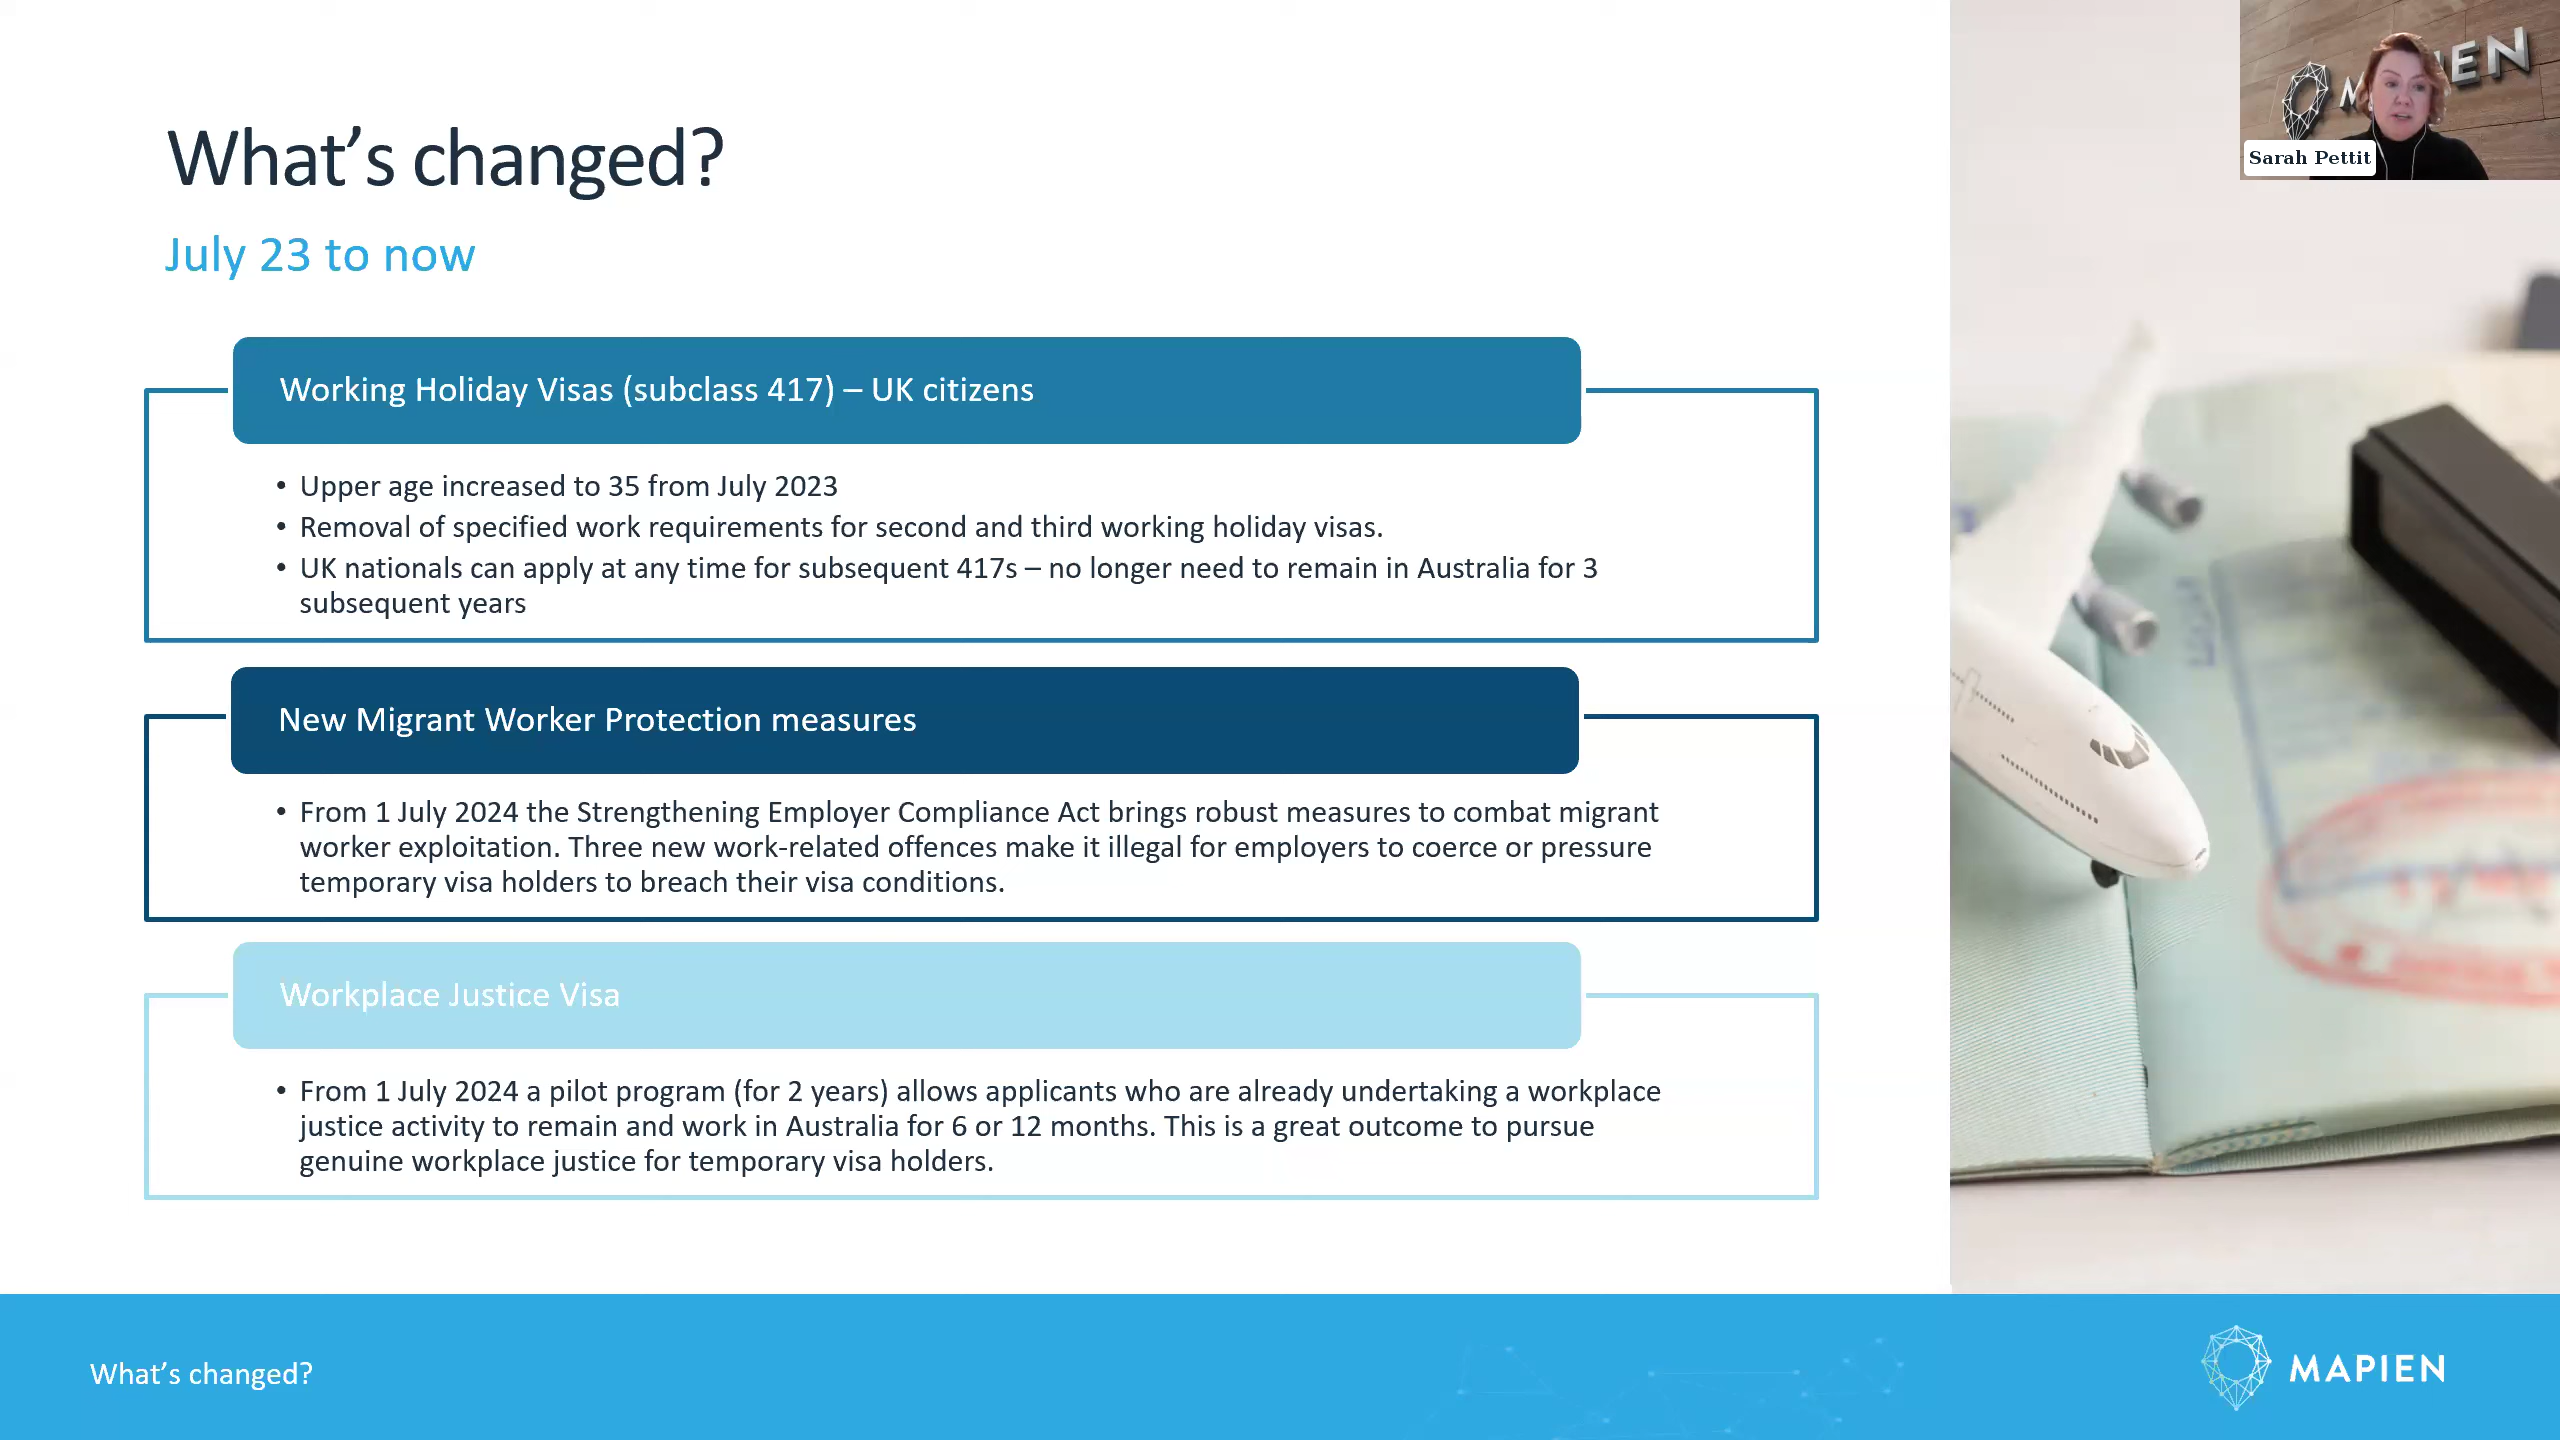 What’s changed?
July 23 to now
Sarah Pettit
Working Holiday Visas (subclass 417) – UK citizens
• Upper age increased to 35 from July 2023
• Removal of specified work requirements for second and third working holiday visas.
• UK nationals can apply at any time for subsequent 417s – no longer need to remain in Australia for 3
subsequent years
New Migrant Worker Protection measures
• From 1 July 2024 the Strengthening Employer Compliance Act brings robust measures to combat migrant
worker exploitation. Three new work-related offences make it illegal for employers to coerce or pressure
temporary visa holders to breach their visa conditions.
Workplace Justice Visa
• From 1 July 2024 a pilot program (for 2 years) allows applicants who are already undertaking a workplace
justice activity to remain and work in Australia for 6 or 12 months. This is a great outcome to pursue
genuine workplace justice for temporary visa holders.
What’s changed?
MAPIEN